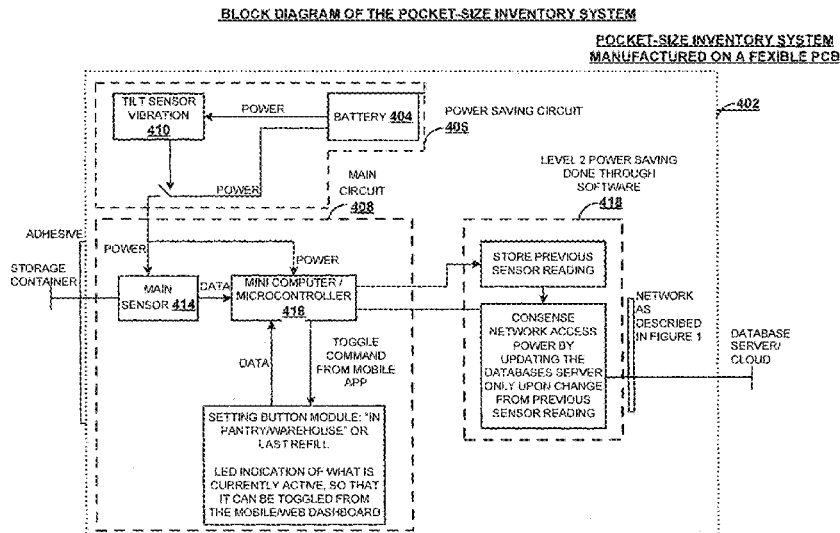 BLOCK DIAGRAM OF THE POCKET-SIZE INVENTORY SYSTEM
POCKET-SIZE INVENTORY SYSTEM
MANUFACTURED ON A FEXIBLE PCB
TILT SENSOR
VIBRATION
410
POWER
BATTERY 404
POWER SAVING CIRCUIT
406
402
POWER
MAIN
CIRCUIT
408
LEVEL 2 POWER SAVING
DONE THROUGH
SOFTWARE
418
ADHESIVE
STORAGE
CONTAINER
POWER
POWER
MAIN
SENSOR 414
DATA
MINI COMPUTER /
MICROCONTROLLER
416
STORE PREVIOUS
SENSOR READING
CONSENSE
NETWORK ACCESS
POWER BY
UPDATING THE
DATABASES SERVER
ONLY UPON CHANGE
FROM PREVIOUS
SENSOR READING
NETWORK
AS
DESCRIBED
IN FIGURE 1
DATABASE
SERVER/
CLOUD
DATA
TOGGLE
COMMAND
FROM MOBILE
APP
SETTING BUTTON MODULE: "IN
PANTRY/WAREHOUSE" OR
LAST REFILL
LED INDICATION OF WHAT IS
CURRENTLY ACTIVE, SO THAT
IT CAN BE TOGGLED FROM
THE MOBILE/WEB DASHBOARD